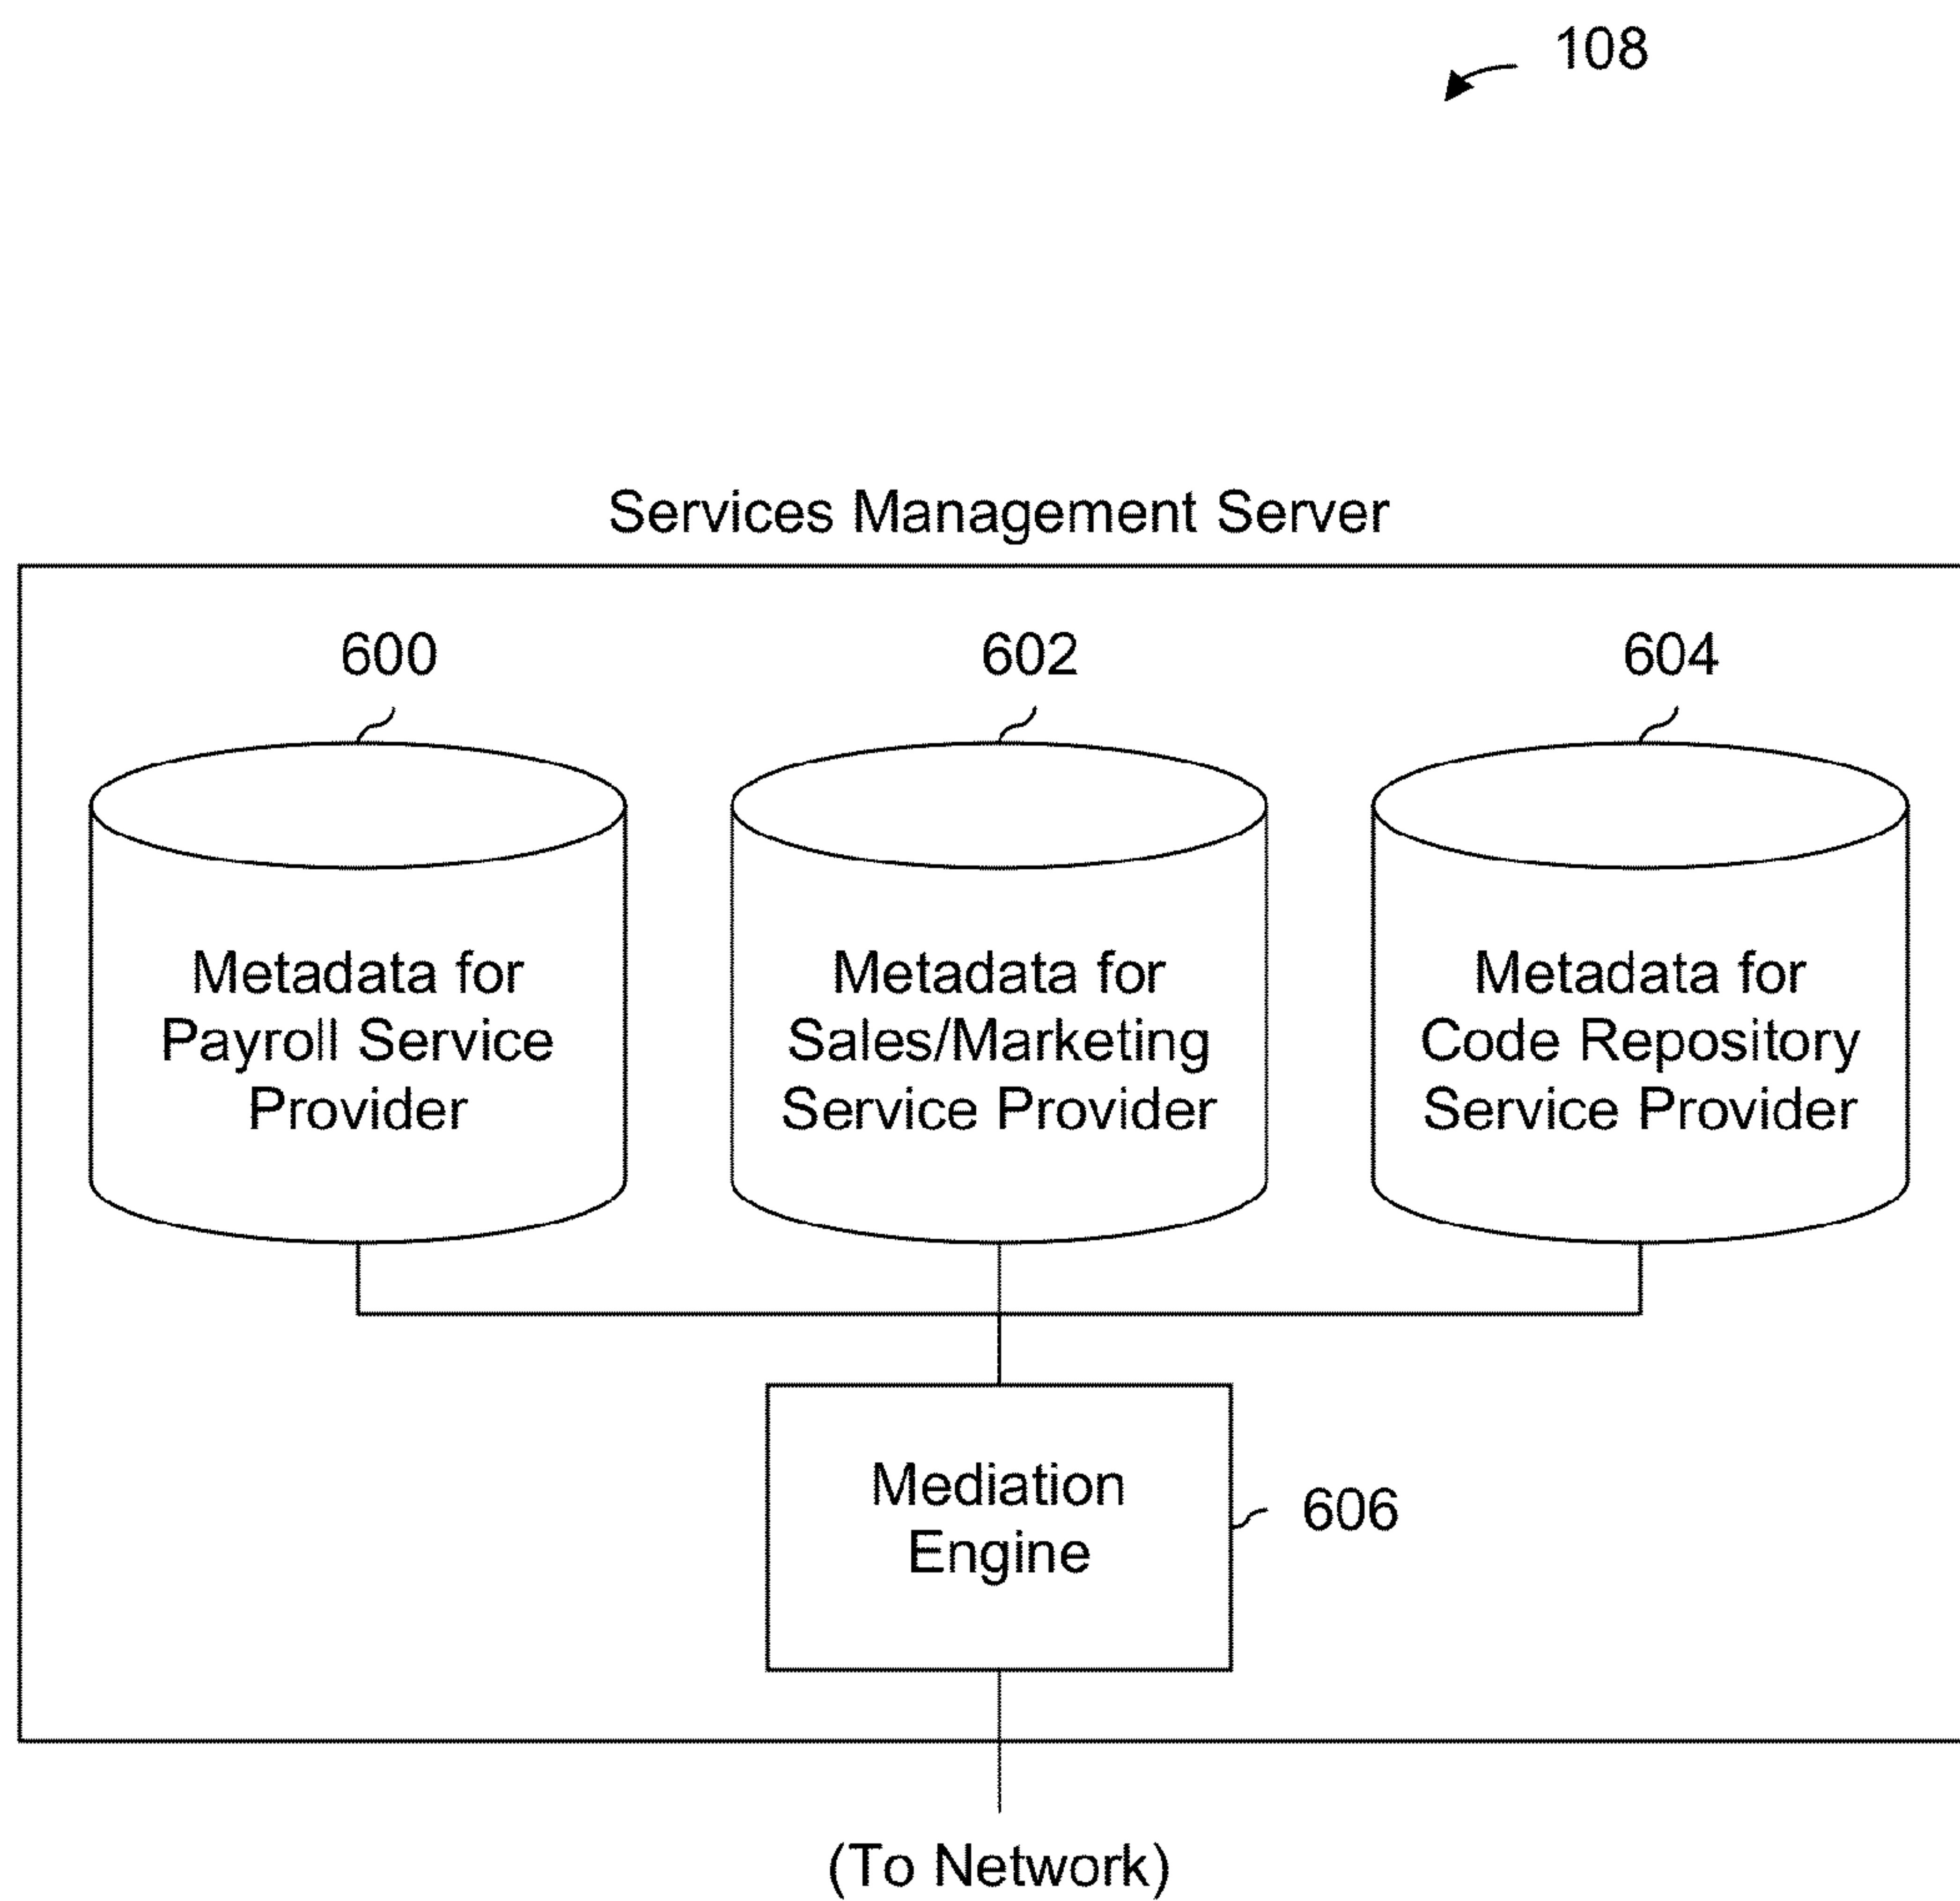 108
Services Management Server
600
602
604
Metadata for
Payroll Service
Provider
Metadata for
Sales/Marketing
Service Provider
Metadata for
Code Repository
Service Provider
Mediation
Engine
606
(To Network)